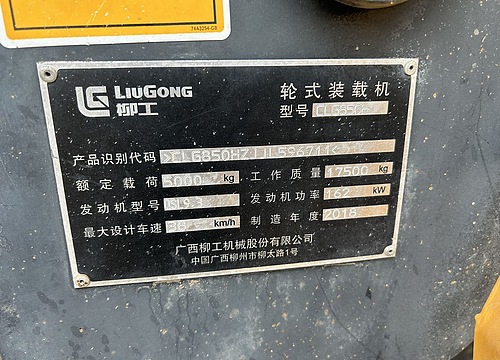 74A3254-GB
LIUGONG
柳工
轮式装载机
型号
产品识别代码
额定载荷 5000 kg
工作质量 17500 kg
发动机型号
发动机功率 162 kW
最大设计车速 km/h
制造年度 2018
广西柳工机械股份有限公司
中国广西柳州市柳太路1号